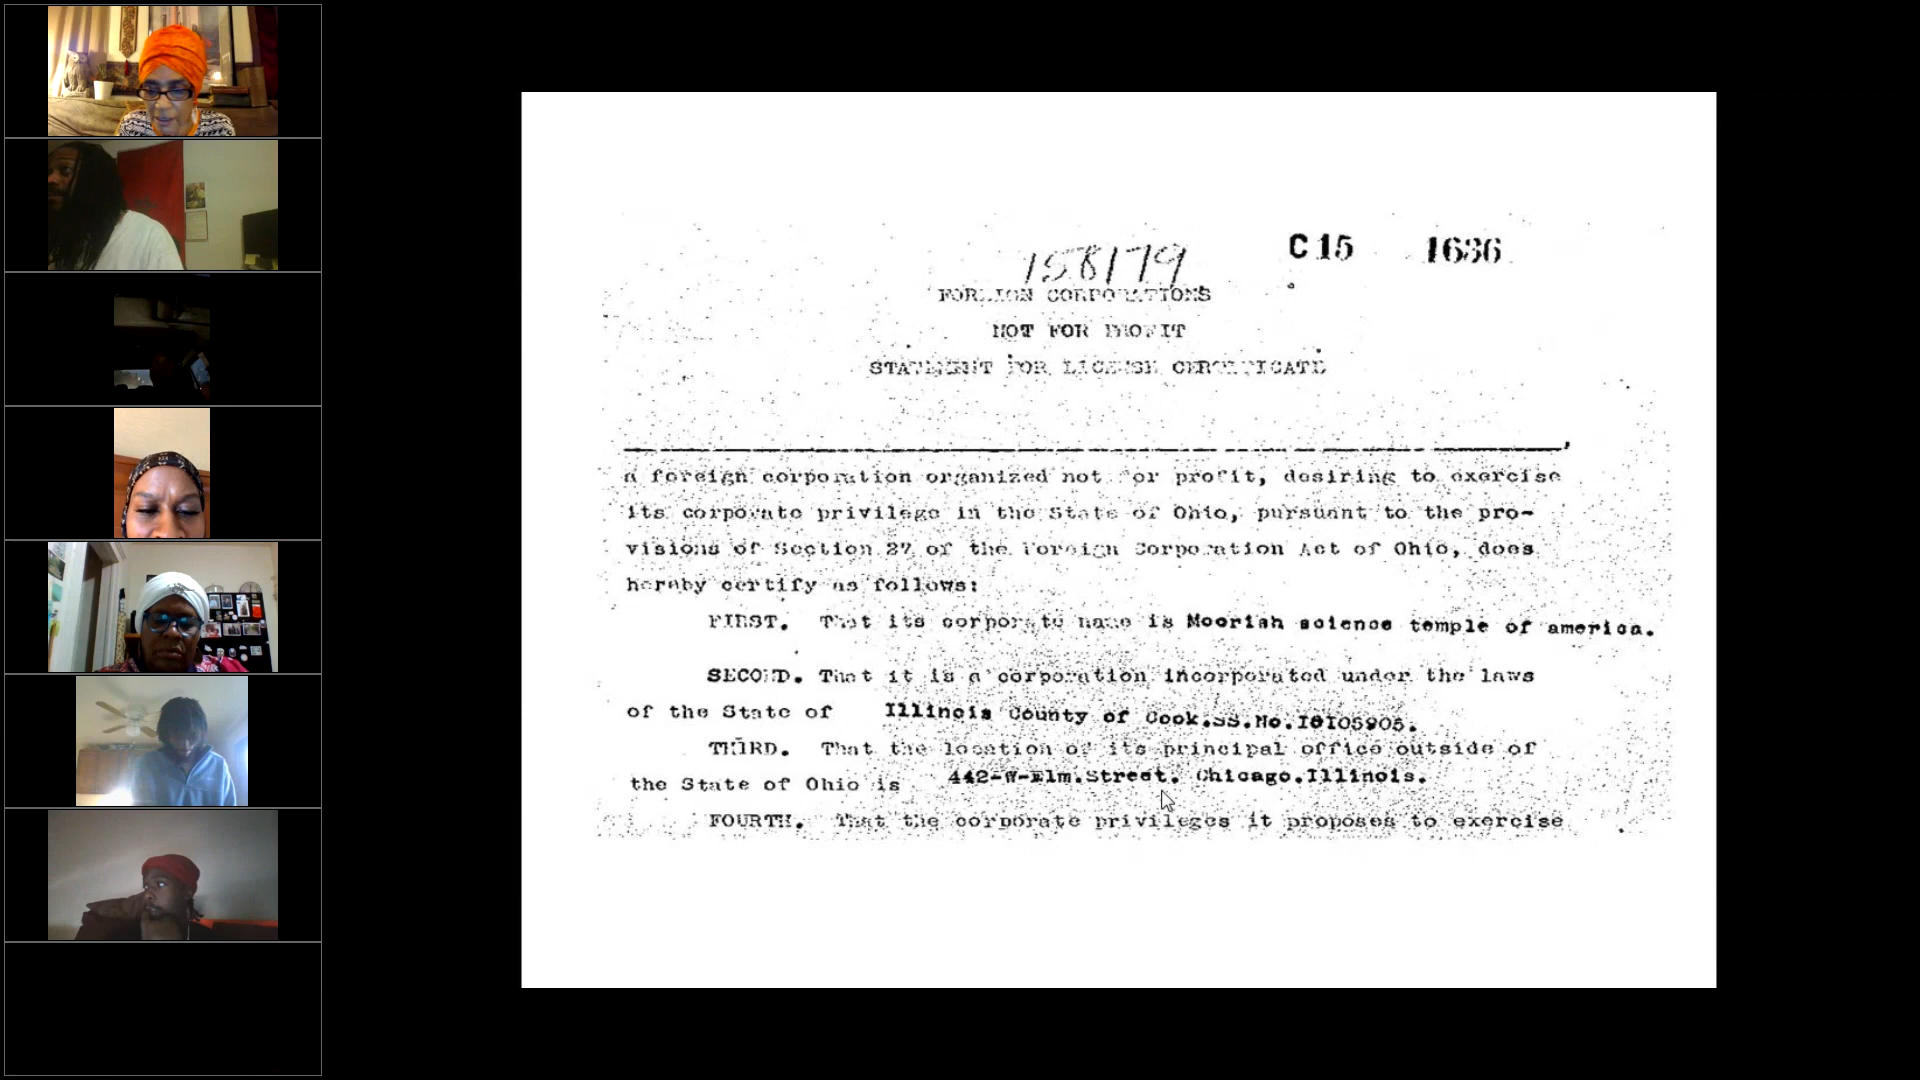 C 15 1636
158179
FOREIGN CORPORATIONS
NOT FOR PROFIT
STATEMENT FOR LICENSE CERTIFICATE
a foreign corporation organized not for profit, desiring to exercise
its corporate privilege in the State of Ohio, pursuant to the pro-
visions of Section 27 of the Foreign Corporation Act of Ohio, does
hereby certify as follows:
FIRST. That its corporate name is Moorish science temple of america.
SECOND. That it is a corporation incorporated under the laws
of the State of Illinois County of Cook.SS.No.10105905.
THIRD. That the location of its principal office outside of
the State of Ohio is 442-W-Elm.Street. Chicago.Illinois.
FOURTH. That the corporate privileges it proposes to exercise